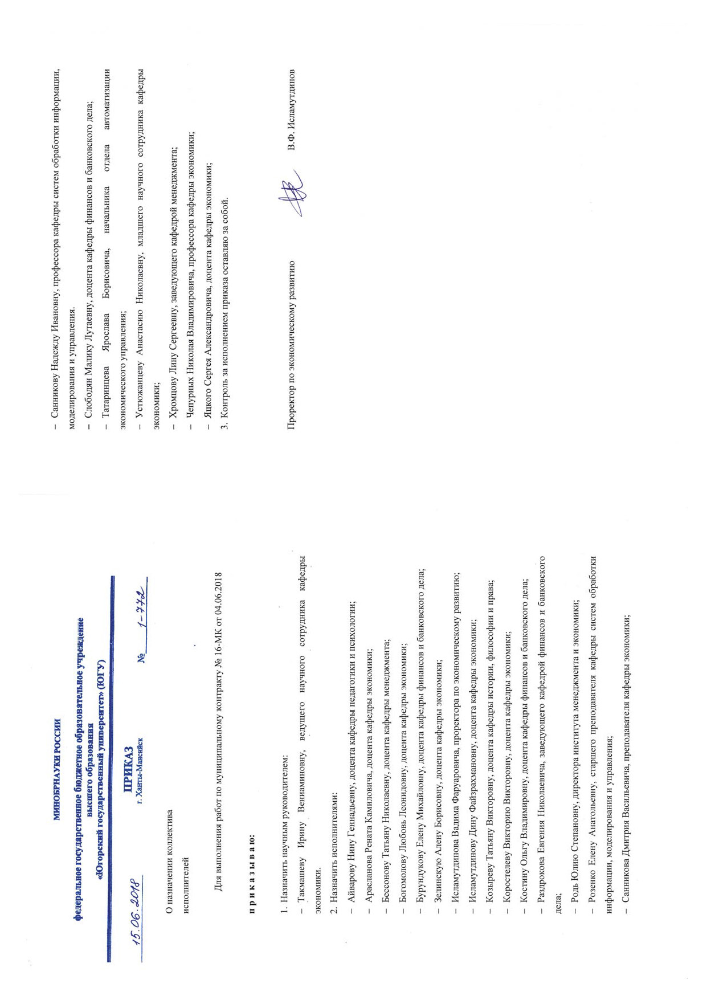 МИНОБРНАУКИ РОССИИ
федеральное государственное бюджетное образовательное учреждение
высшего образования
«Югорский государственный университет» (ЮГУ)
ПРИКАЗ
15.06.2018 г. Ханты-Мансийск № 1-772
О назначении коллектива
исполнителей
Для выполнения работ по муниципальному контракту № 16-МК от 04.06.2018
приказываю:
1. Назначить научным руководителем:
– Такмашеву Ирину Вениаминовну, ведущего научного сотрудника кафедры
экономики.
2. Назначить исполнителями:
– Айварову Нину Геннадьевну, доцента кафедры педагогики и психологии;
– Арасланова Рената Камиловича, доцента кафедры экономики;
– Бессонову Татьяну Николаевну, доцента кафедры менеджмента;
– Богомолову Любовь Леонидовну, доцента кафедры экономики;
– Бурундукову Елену Михайловну, доцента кафедры финансов и банковского дела;
– Зелинскую Алену Борисовну, доцента кафедры экономики;
– Исламутдинова Вадима Фаруаровича, проректора по экономическому развитию;
– Исламутдинову Дину Файзрахмановну, доцента кафедры экономики;
– Козыреву Татьяну Викторовну, доцента кафедры истории, философии и права;
– Коростелеву Викторию Викторовну, доцента кафедры экономики;
– Костину Ольгу Владимировну, доцента кафедры финансов и банковского дела;
– Раздрокова Евгения Николаевича, заведующего кафедрой финансов и банковского
дела;
– Родь Юлию Степановну, директора института менеджмента и экономики;
– Розенко Елену Анатольевну, старшего преподавателя кафедры систем обработки
информации, моделирования и управления;
– Санникова Дмитрия Васильевича, преподавателя кафедры экономики;
– Санникову Надежду Ивановну, профессора кафедры систем обработки информации,
моделирования и управления.
– Слободян Малику Лутаевну, доцента кафедры финансов и банковского дела;
– Татаринцева Ярослава Борисовича, начальника отдела автоматизации
экономического управления;
– Устюжанцеву Анастасию Николаевну, младшего научного сотрудника кафедры
экономики;
– Хромцову Лину Сергеевну, заведующего кафедрой менеджмента;
– Чепурных Николая Владимировича, профессора кафедры экономики;
– Яцкого Сергея Александровича, доцента кафедры экономики;
3. Контроль за исполнением приказа оставляю за собой.
Проректор по экономическому развитию В.Ф. Исламутдинов